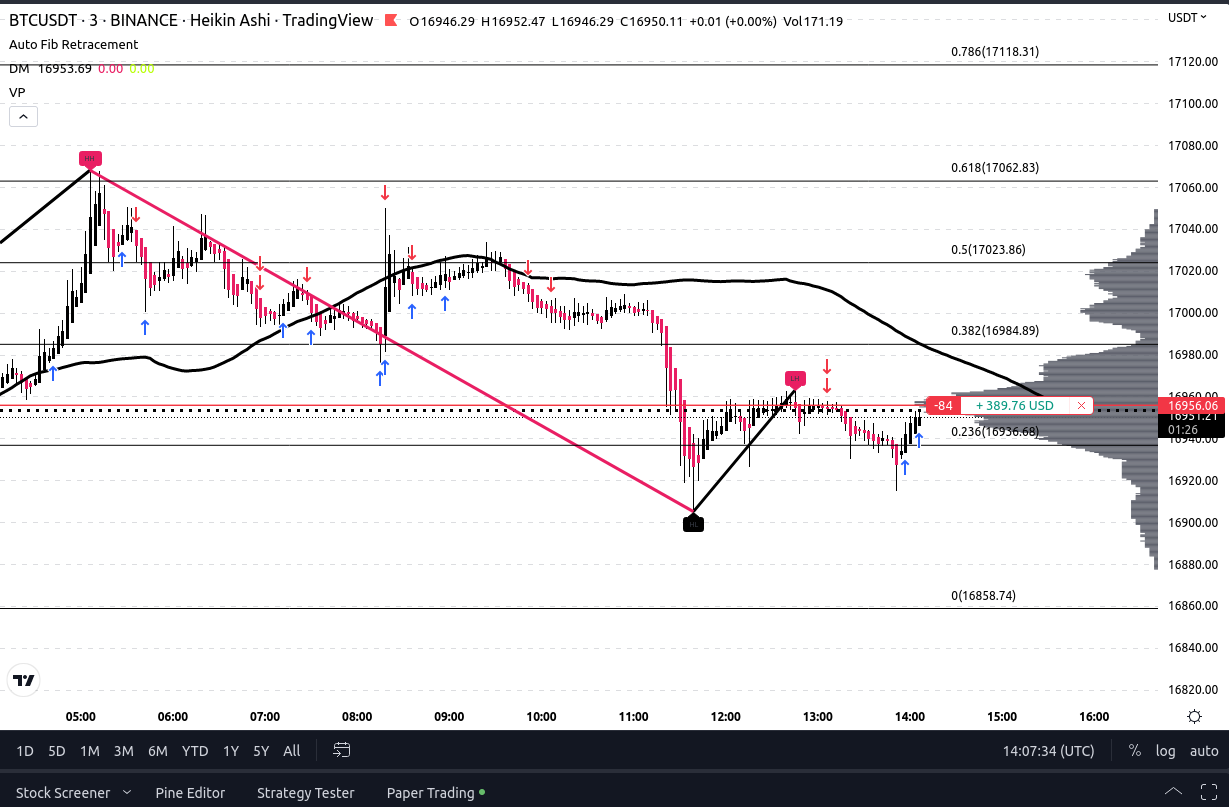 BTCUSDT · 3 · BINANCE · Heikin Ashi · TradingView O16946.29 H16952.47 L16946.29 C16950.11 +0.01 (+0.00%) Vol171.19
USDT
Auto Fib Retracement
DM 16953.69 0.00 0.00
VP
0.786(17118.31)
17120.00
17100.00
17080.00
HH
0.618(17062.83)
17060.00
17040.00
0.5(17023.86)
17020.00
17000.00
0.382(16984.89)
16980.00
LH
16960.00
-84 +389.76 USD ×
16956.06
16951.21
01:26
0.236(16936.68)
16940.00
16920.00
HL
16900.00
16880.00
0(16858.74)
16860.00
16840.00
16820.00
05:00 06:00 07:00 08:00 09:00 10:00 11:00 12:00 13:00 14:00 15:00 16:00
1D 5D 1M 3M 6M YTD 1Y 5Y All 14:07:34 (UTC) % log auto
Stock Screener Pine Editor Strategy Tester Paper Trading